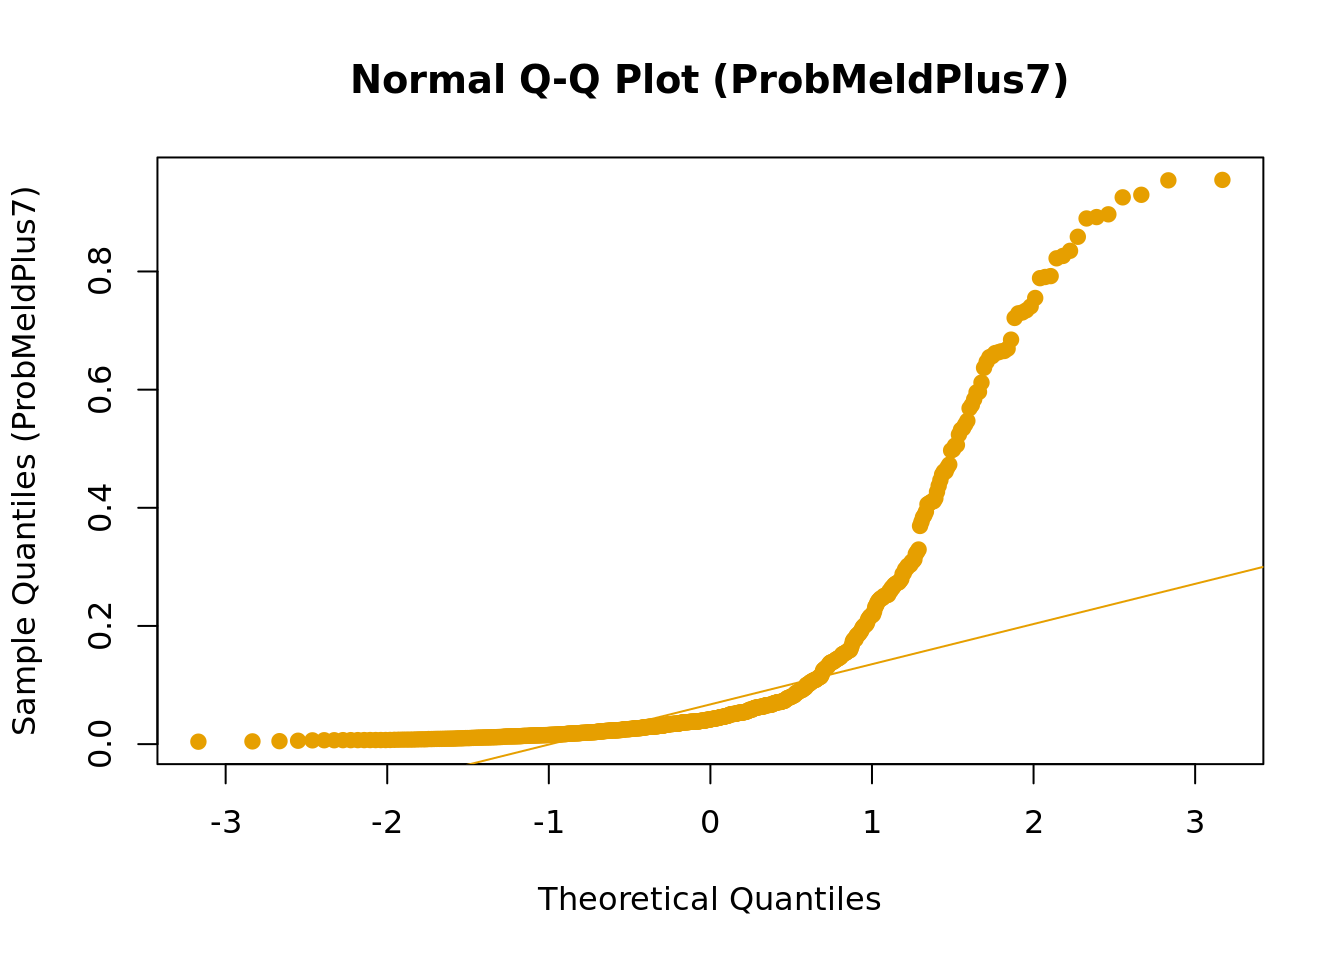 Normal Q-Q Plot (ProbMeldPlus7)
Sample Quantiles (ProbMeldPlus7)
0.8
0.6
0.4
0.2
0.0
-3 -2 -1 0 1 2 3
Theoretical Quantiles